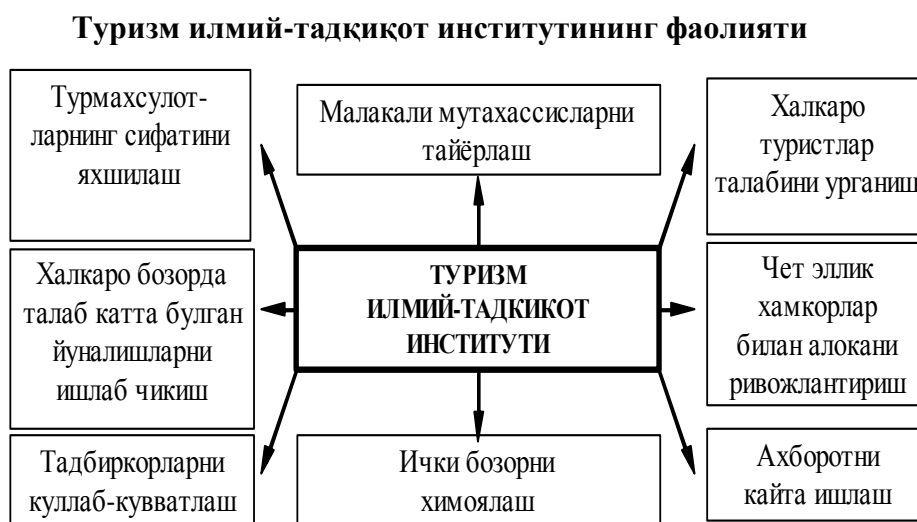 Туризм илмий-тадқиқот институтининг фаолияти
Турмахсулот-
ларнинг сифатини
яхшилаш
Малакали мутахассисларни
тайёрлаш
Халкаро
туристлар
талабини урганиш
Халкаро бозорда
талаб катта булган
йуналишларни
ишлаб чикиш
ТУРИЗМ
ИЛМИЙ-ТАДКИКОТ
ИНСТИТУТИ
Чет эллик
хамкорлар
билан алокани
ривожлантириш
Тадбиркорларни
куллаб-кувватлаш
Ички бозорни
химоялаш
Ахборотни
кайта ишлаш